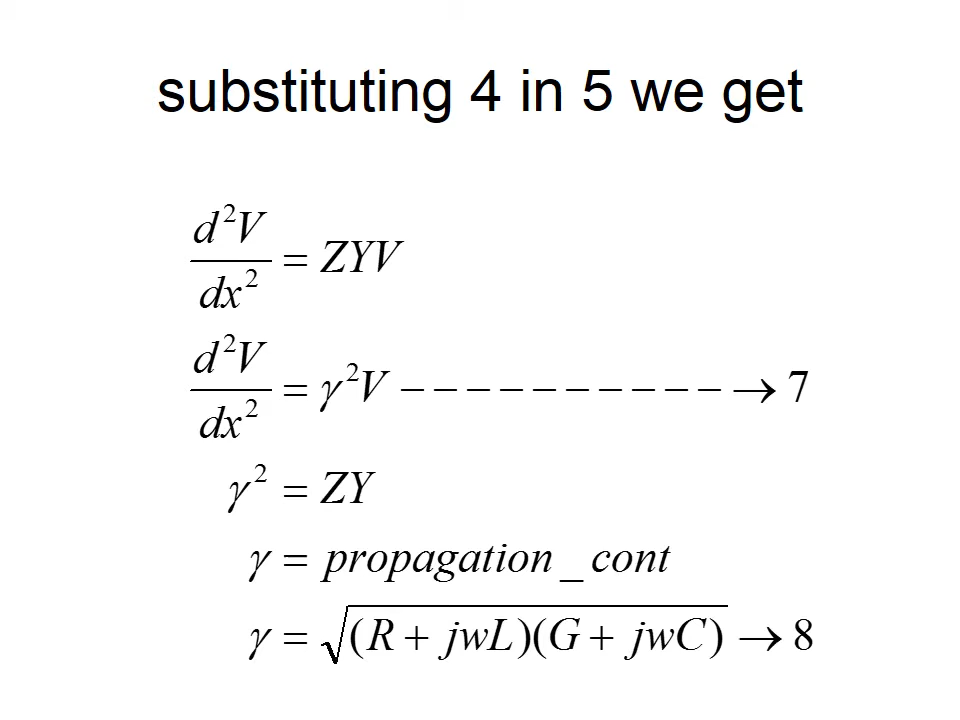 substituting 4 in 5 we get
d²V/dx² = ZYV
d²V/dx² = γ²V − − − − − − − − − − → 7
γ² = ZY
γ = propagation _ cont
γ = √(R + jwL)(G + jwC) → 8